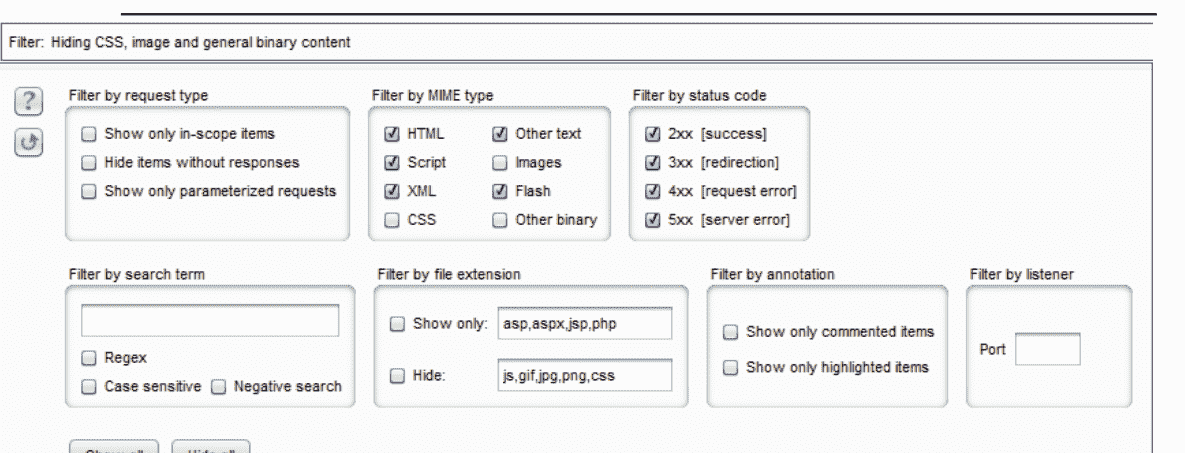 Filter: Hiding CSS, image and general binary content
?
Filter by request type
Show only in-scope items
Hide items without responses
Show only parameterized requests
Filter by MIME type
HTML
Other text
Script
Images
XML
Flash
CSS
Other binary
Filter by status code
2xx [success]
3xx [redirection]
4xx [request error]
5xx [server error]
Filter by search term
Regex
Case sensitive
Negative search
Filter by file extension
Show only: asp,aspx,jsp,php
Hide: js,gif,jpg,png,css
Filter by annotation
Show only commented items
Show only highlighted items
Filter by listener
Port
Show all
Hide all